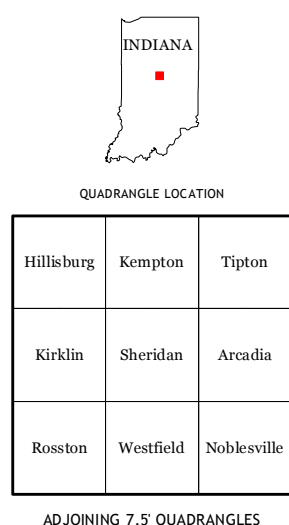 INDIANA
QUADRANGLE LOCATION
Hillisburg Kempton Tipton
Kirklin Sheridan Arcadia
Rosston Westfield Noblesville
ADJOINING 7.5' QUADRANGLES